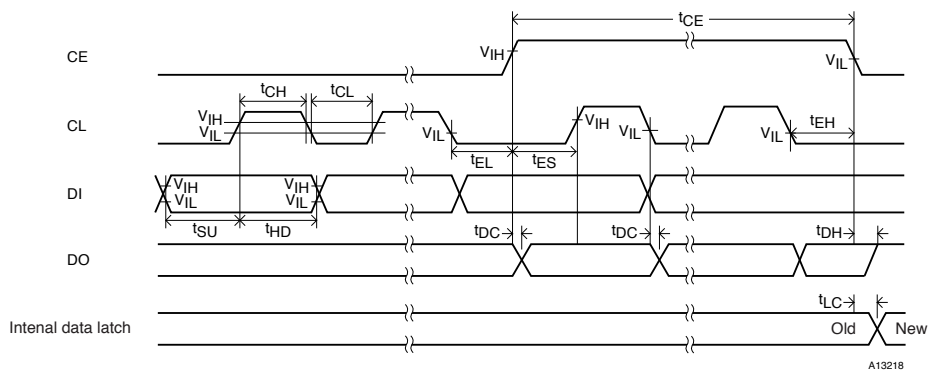 tCE
CE
VIH
VIL
tCH
tCL
CL
VIH
VIL
VIL
VIH
VIL
VIL
tEH
tEL
tES
DI
VIH
VIL
VIH
VIL
tSU
tHD
tDC
tDC
tDH
DO
tLC
Intenal data latch
Old
New
A13218